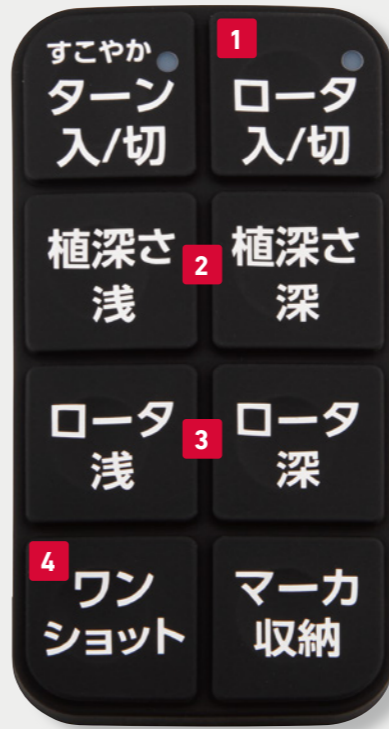 すこやか
ターン
入/切
1
ロータ
入/切
植深さ
浅
2
植深さ
深
ロータ
浅
3
ロータ
深
4
ワン
ショット
マーカ
収納